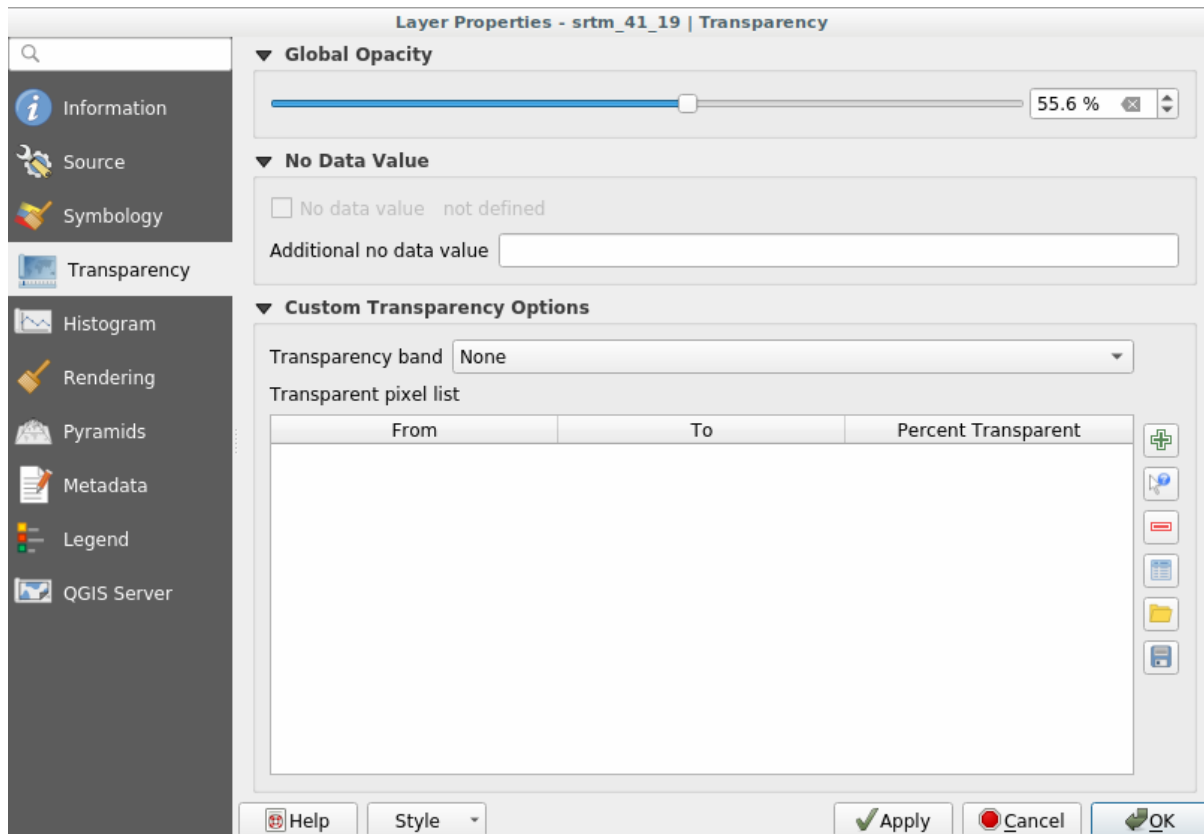 Layer Properties - srtm_41_19 | Transparency
Information
Source
Symbology
Transparency
Histogram
Rendering
Pyramids
Metadata
Legend
QGIS Server
Global Opacity
55.6 %
No Data Value
No data value not defined
Additional no data value
Custom Transparency Options
Transparency band None
Transparent pixel list
From To Percent Transparent
Help Style Apply Cancel OK